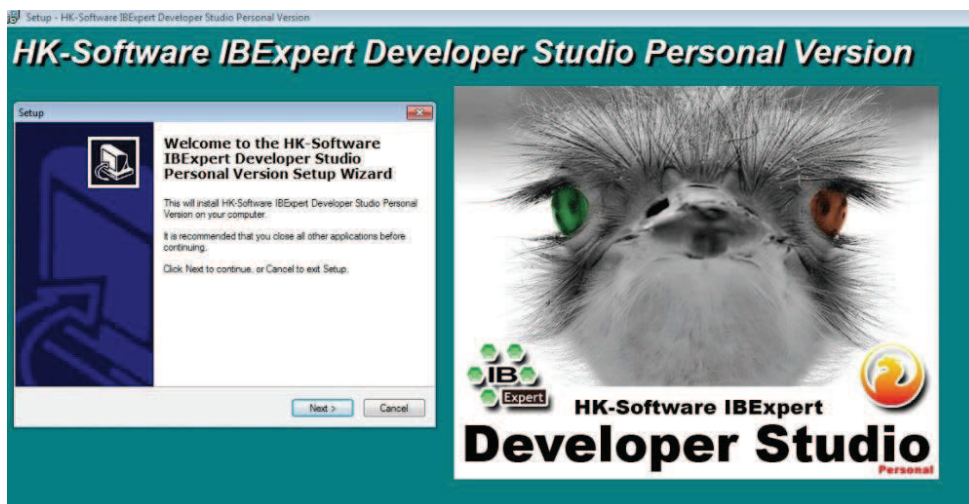 Setup - HK-Software IBExpert Developer Studio Personal Version
HK-Software IBExpert Developer Studio Personal Version
Setup
Welcome to the HK-Software
IBExpert Developer Studio
Personal Version Setup Wizard
This will install HK-Software IBExpert Developer Studio Personal
Version on your computer.
It is recommended that you close all other applications before
continuing.
Click Next to continue, or Cancel to exit Setup.
Next >
Cancel
IB
Expert
HK-Software IBExpert
Developer Studio
Personal